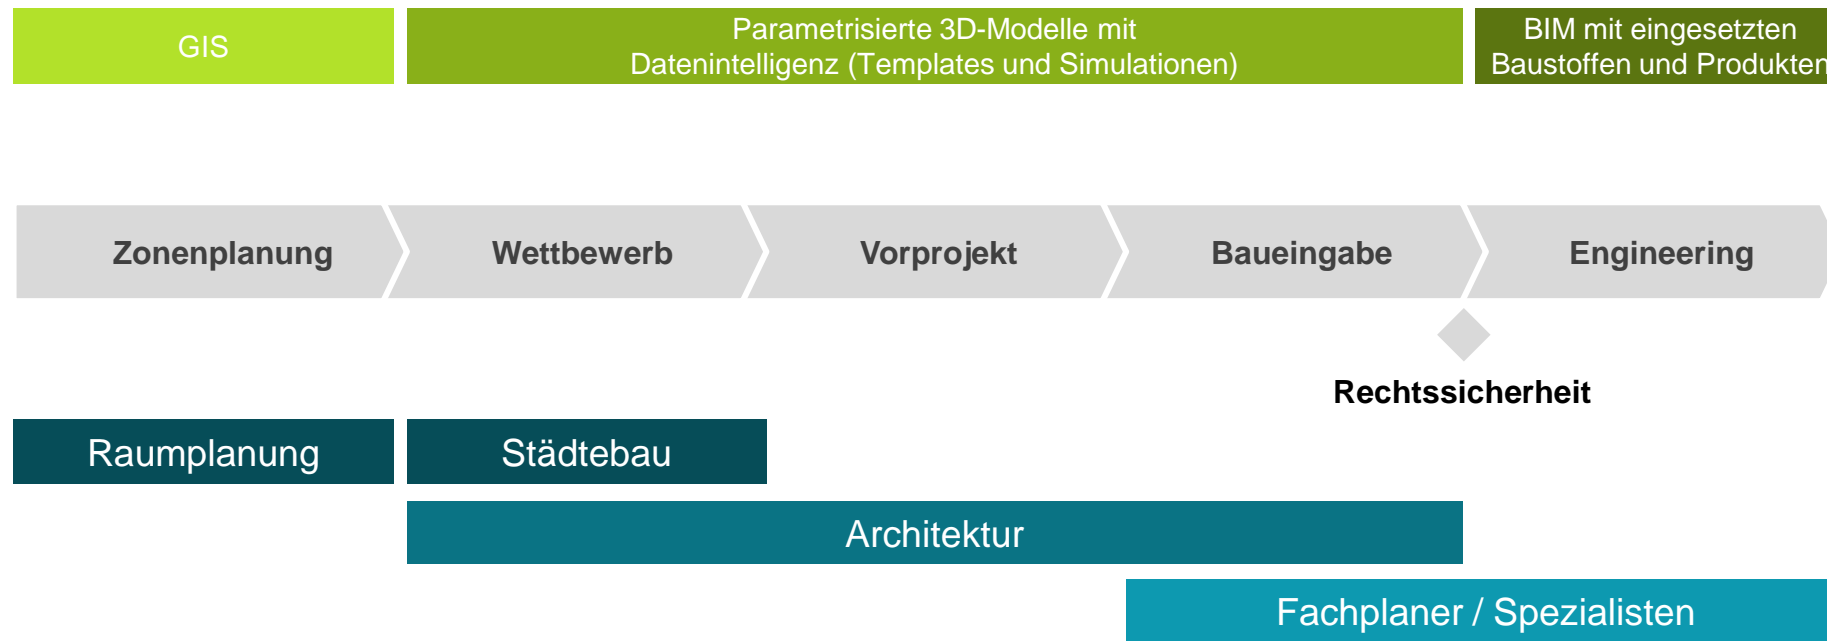 GIS
Parametrisierte 3D-Modelle mit
Datenintelligenz (Templates und Simulationen)
BIM mit eingesetzten
Baustoffen und Produkten
Zonenplanung
Wettbewerb
Vorprojekt
Baueingabe
Engineering
Rechtssicherheit
Raumplanung
Städtebau
Architektur
Fachplaner / Spezialisten